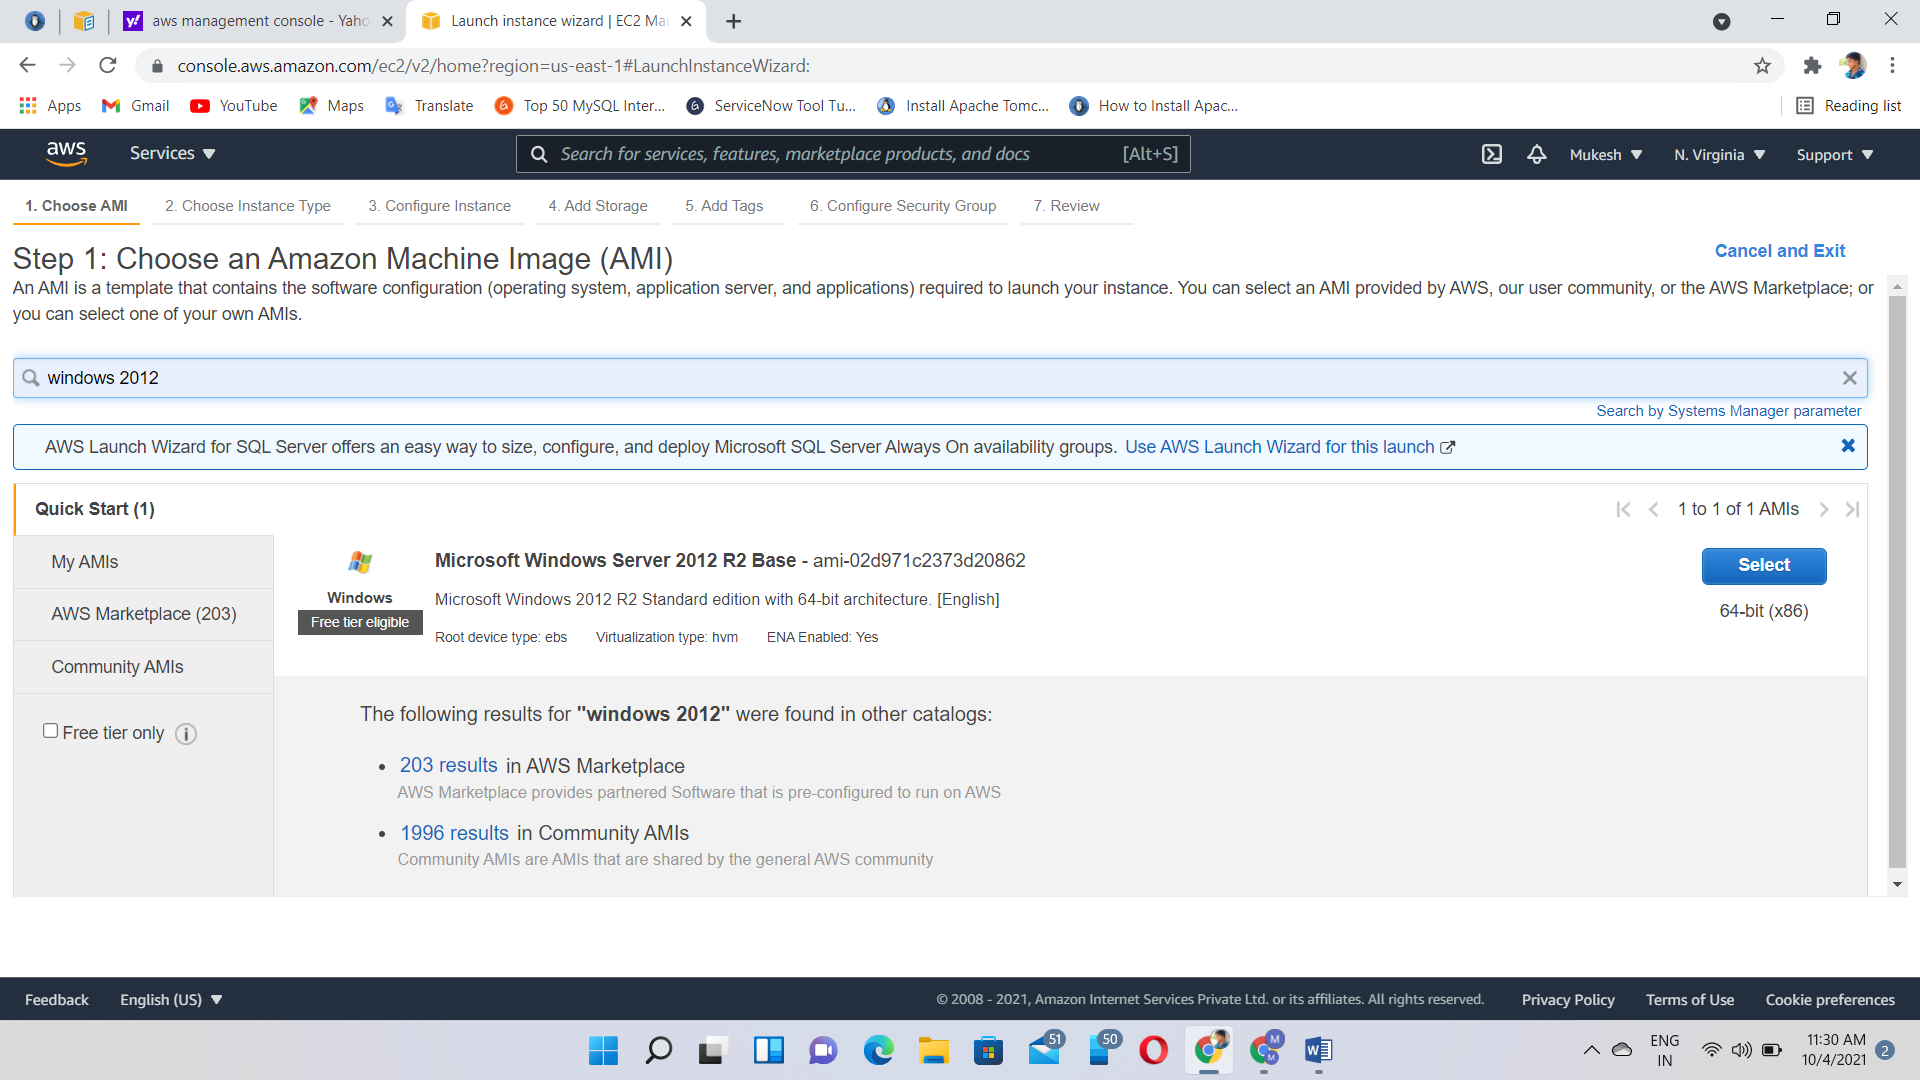 aws management console - Yaho
Launch instance wizard | EC2 Ma
console.aws.amazon.com/ec2/v2/home?region=us-east-1#LaunchInstanceWizard:
Apps
Gmail
YouTube
Maps
Translate
Top 50 MySQL Inter...
ServiceNow Tool Tu...
Install Apache Tomc...
How to Install Apac...
Reading list
aws
Services
Search for services, features, marketplace products, and docs
[Alt+S]
Mukesh
N. Virginia
Support
1. Choose AMI
2. Choose Instance Type
3. Configure Instance
4. Add Storage
5. Add Tags
6. Configure Security Group
7. Review
Step 1: Choose an Amazon Machine Image (AMI)
Cancel and Exit
An AMI is a template that contains the software configuration (operating system, application server, and applications) required to launch your instance. You can select an AMI provided by AWS, our user community, or the AWS Marketplace; or
you can select one of your own AMIs.
windows 2012
Search by Systems Manager parameter
AWS Launch Wizard for SQL Server offers an easy way to size, configure, and deploy Microsoft SQL Server Always On availability groups. Use AWS Launch Wizard for this launch
Quick Start (1)
1 to 1 of 1 AMIs
My AMIs
AWS Marketplace (203)
Community AMIs
Free tier only
Windows
Free tier eligible
Microsoft Windows Server 2012 R2 Base - ami-02d971c2373d20862
Microsoft Windows 2012 R2 Standard edition with 64-bit architecture. [English]
Root device type: ebs
Virtualization type: hvm
ENA Enabled: Yes
Select
64-bit (x86)
The following results for "windows 2012" were found in other catalogs:
203 results in AWS Marketplace
AWS Marketplace provides partnered Software that is pre-configured to run on AWS
1996 results in Community AMIs
Community AMIs are AMIs that are shared by the general AWS community
Feedback
English (US)
© 2008 - 2021, Amazon Internet Services Private Ltd. or its affiliates. All rights reserved.
Privacy Policy
Terms of Use
Cookie preferences
51
50
M
M
ENG
IN
11:30 AM
10/4/2021
2